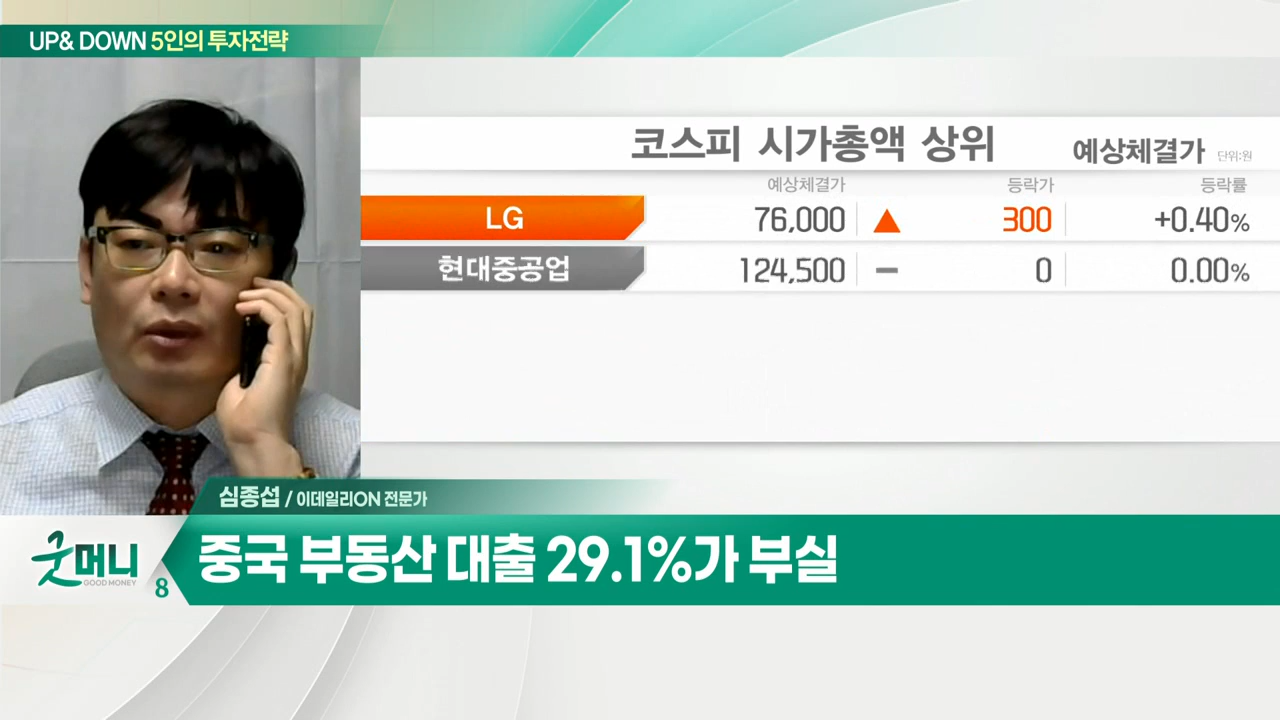 UP& DOWN 5인의 투자전략
코스피 시가총액 상위 예상체결가 단위:원
예상체결가 등락가 등락률
LG 76,000 ▲ 300 +0.40%
현대중공업 124,500 － 0 0.00%
심종섭 / 이데일리ON 전문가
굿머니
GOOD MONEY
8
중국 부동산 대출 29.1%가 부실